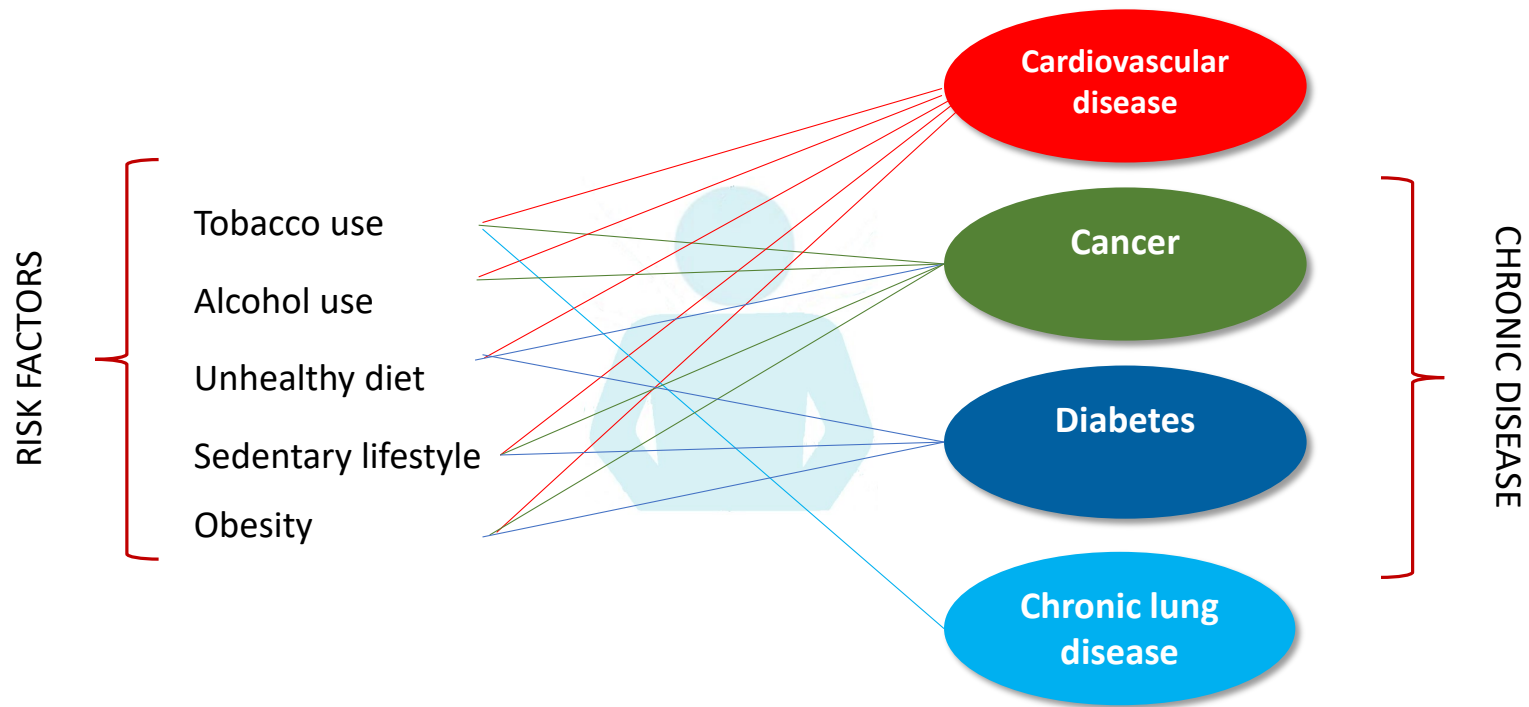 RISK FACTORS
Tobacco use
Alcohol use
Unhealthy diet
Sedentary lifestyle
Obesity
Cardiovascular
disease
Cancer
Diabetes
Chronic lung
disease
CHRONIC DISEASE